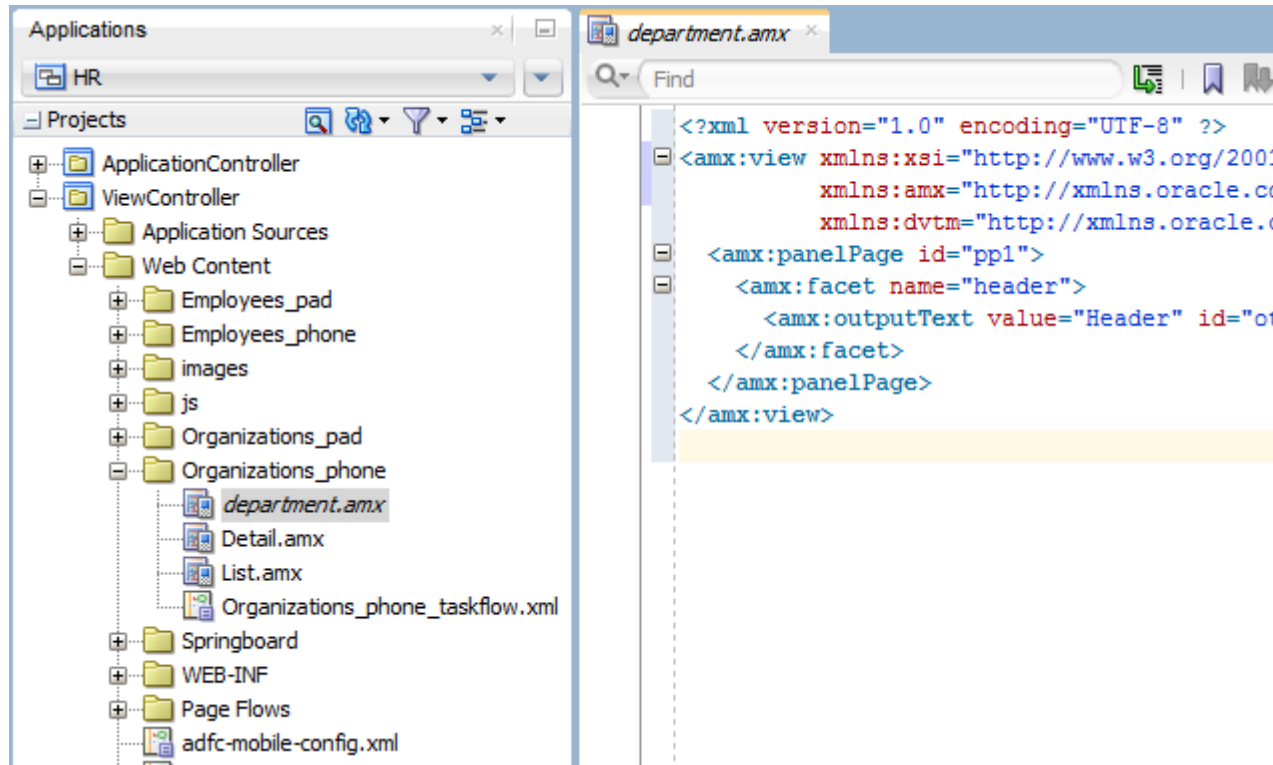 Applications
HR
Projects
ApplicationController
ViewController
Application Sources
Web Content
Employees_pad
Employees_phone
images
js
Organizations_pad
Organizations_phone
department.amx
Detail.amx
List.amx
Organizations_phone_taskflow.xml
Springboard
WEB-INF
Page Flows
adfc-mobile-config.xml
department.amx
Find
<?xml version="1.0" encoding="UTF-8" ?>
<amx:view xmlns:xsi="http://www.w3.org/2001
xmlns:amx="http://xmlns.oracle.co
xmlns:dvtm="http://xmlns.oracle.c
<amx:panelPage id="pp1">
<amx:facet name="header">
<amx:outputText value="Header" id="ot
</amx:facet>
</amx:panelPage>
</amx:view>